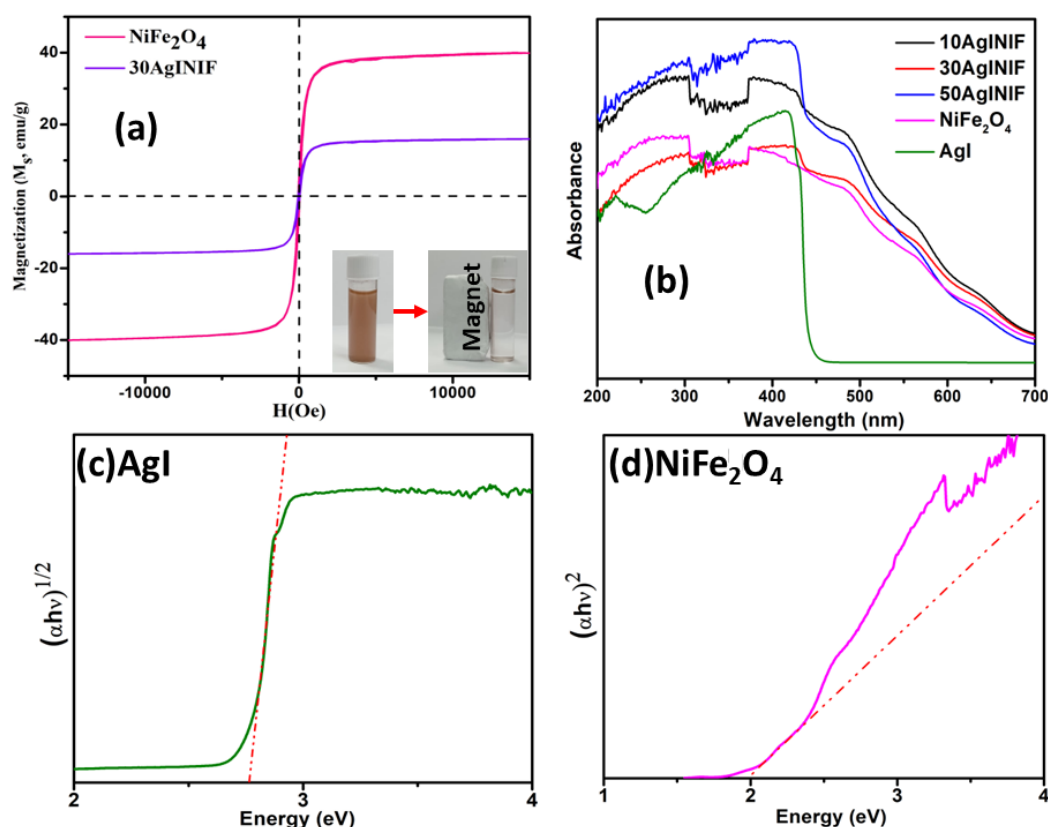 NiFe₂O₄
30AgINIF
(a)
Magnetization (M_S, emu/g)
40
20
0
-20
-40
-10000
0
10000
H(Oe)
Magnet
10AgINIF
30AgINIF
50AgINIF
NiFe₂O₄
AgI
(b)
Absorbance
200
300
400
500
600
700
Wavelength (nm)
(c)AgI
(αhν)^1/2
2
3
4
Energy (eV)
(d)NiFe₂O₄
(αhν)²
1
2
3
4
Energy (eV)